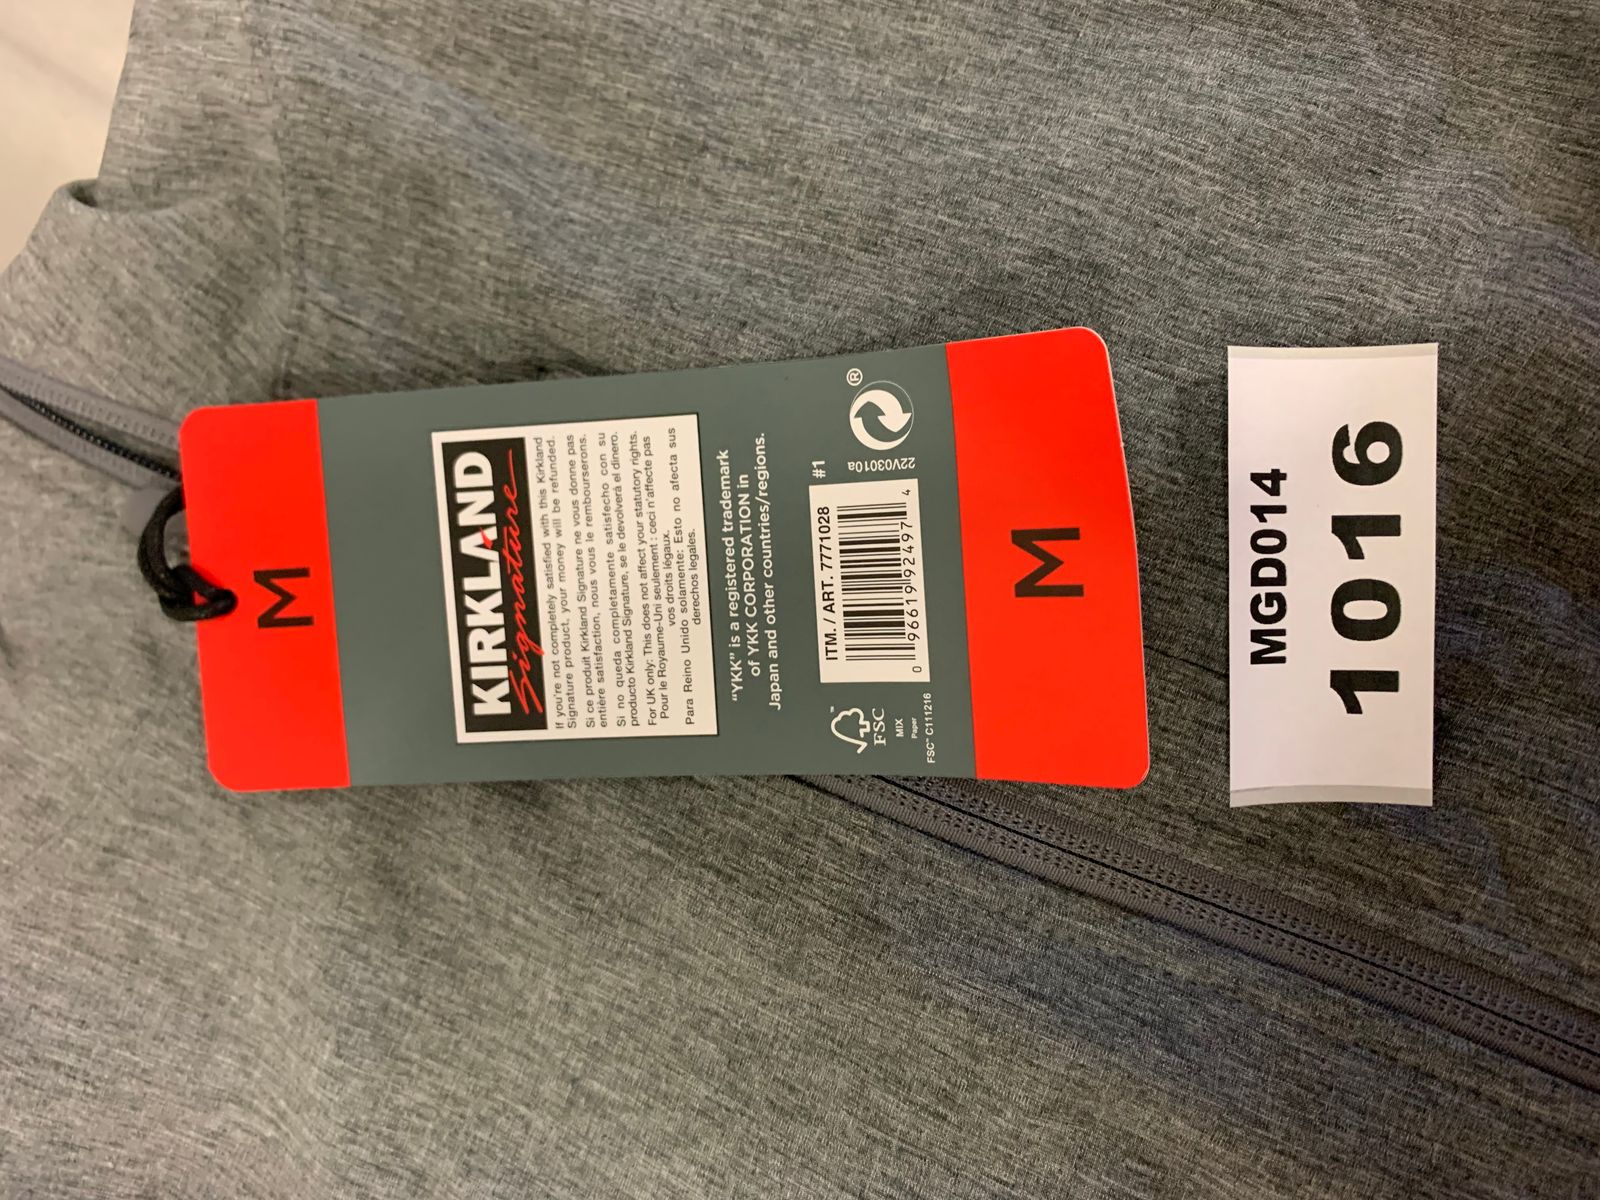 M
KIRKLAND
Signature
If you're not completely satisfied with this Kirkland
Signature product, your money will be refunded.
Si ce produit Kirkland Signature ne vous donne pas
entière satisfaction, nous vous le rembourserons.
Si no queda completamente satisfecho con su
producto Kirkland Signature, se le devolverá el dinero.
For UK only: This does not affect your statutory rights.
Pour le Royaume-Uni seulement : ceci n'affecte pas
vos droits légaux.
Para Reino Unido solamente: Esto no afecta sus
derechos legales.
"YKK" is a registered trademark
of YKK CORPORATION in
Japan and other countries/regions.
#1
ITM. / ART. 7771028
0 96619 92497 4
FSC™
MIX
Paper
FSC™ C111216
22V03010a
®
M
MGD014
1016